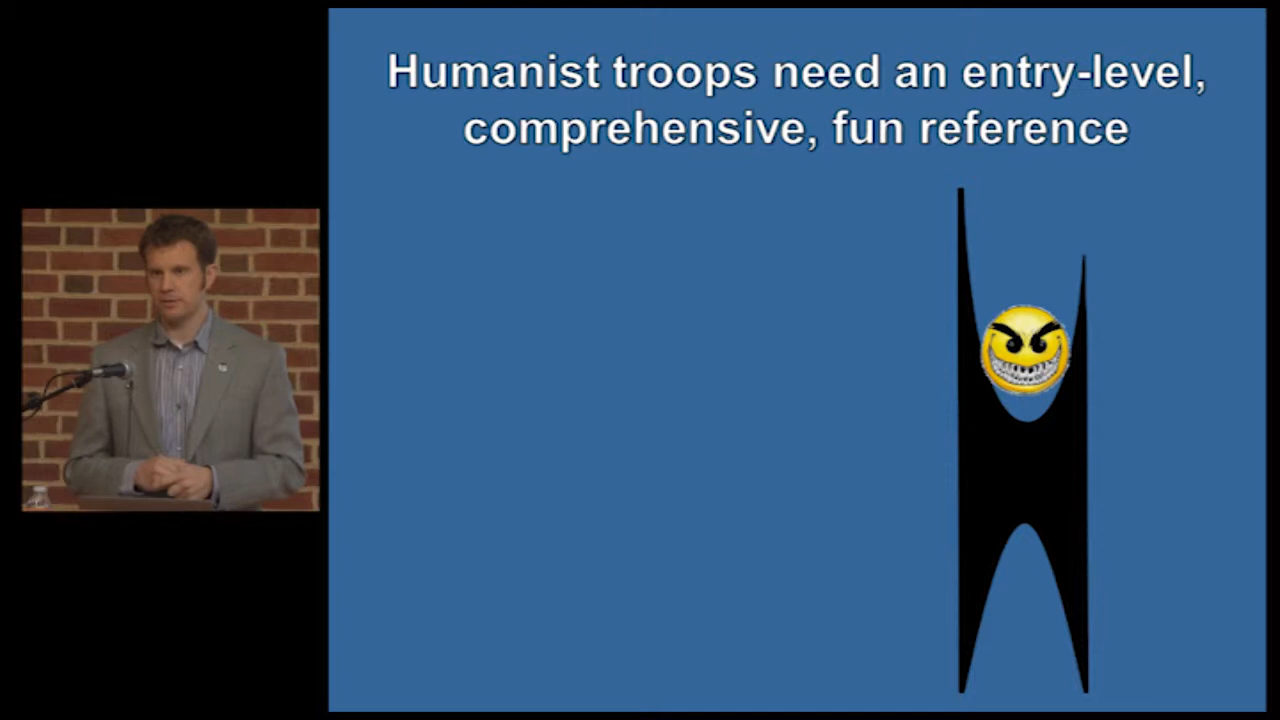 Humanist troops need an entry-level,
comprehensive, fun reference